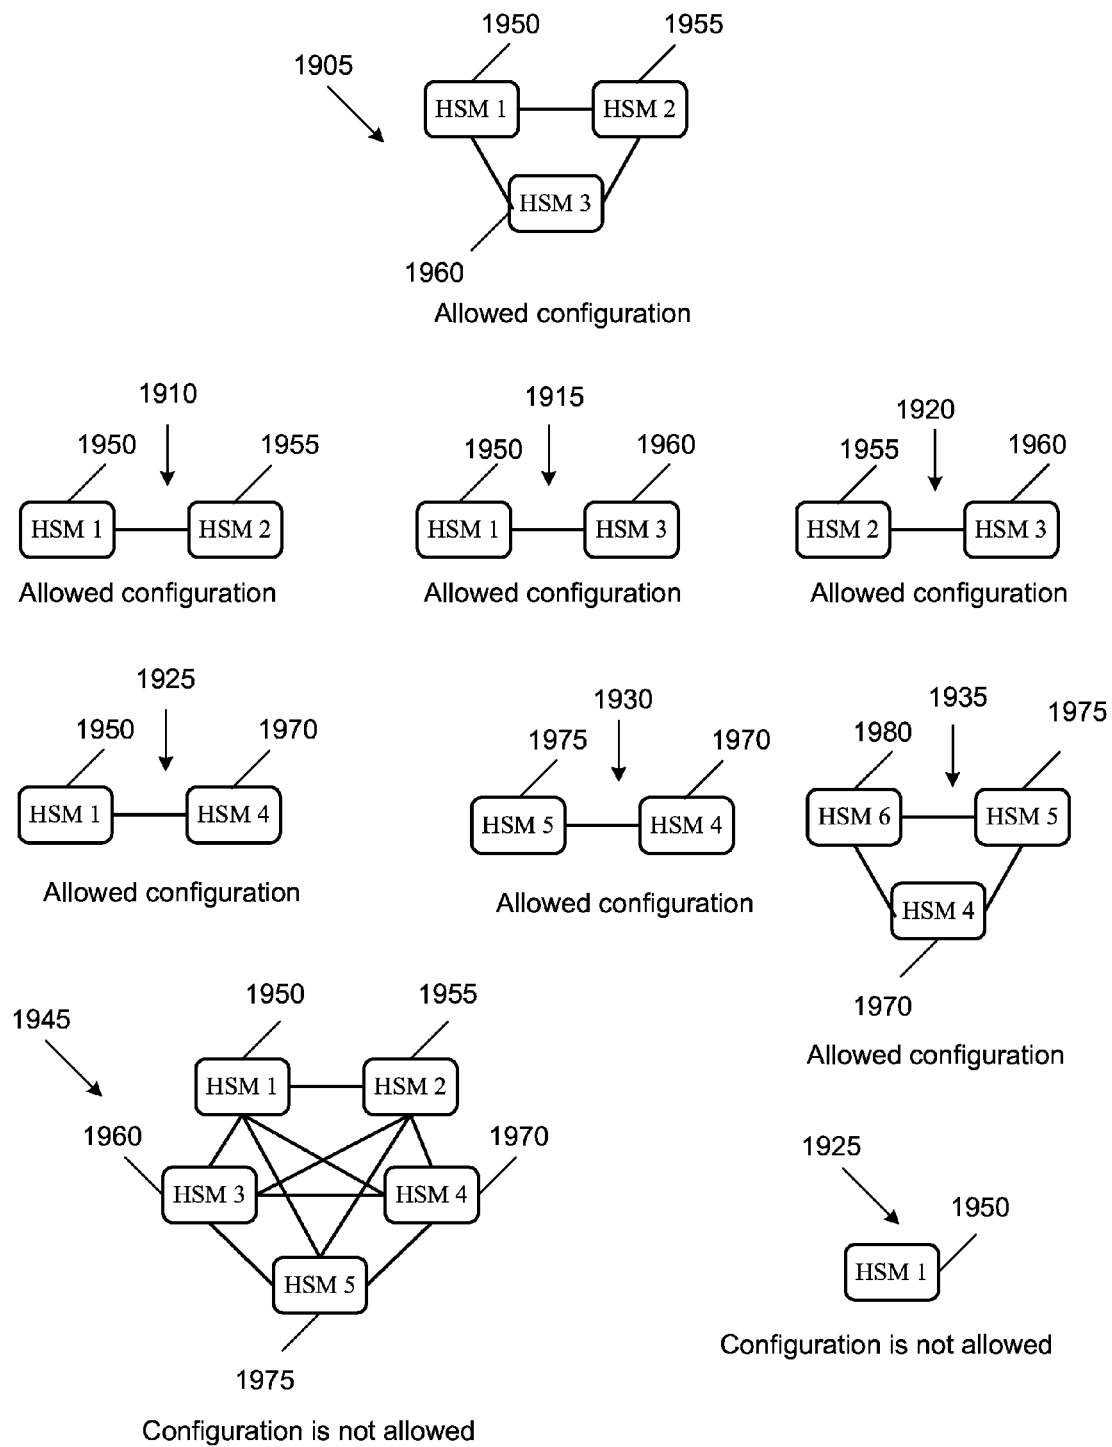 1950
1955
1905
HSM 1
HSM 2
HSM 3
1960
Allowed configuration
1910
1950
1955
HSM 1
HSM 2
Allowed configuration
1915
1950
1960
HSM 1
HSM 3
Allowed configuration
1920
1955
1960
HSM 2
HSM 3
Allowed configuration
1925
1950
1970
HSM 1
HSM 4
Allowed configuration
1930
1975
1970
HSM 5
HSM 4
Allowed configuration
1935
1975
1980
HSM 6
HSM 5
HSM 4
1970
Allowed configuration
1945
1950
1955
HSM 1
HSM 2
1960
1970
HSM 3
HSM 4
HSM 5
1975
Configuration is not allowed
1925
1950
HSM 1
Configuration is not allowed